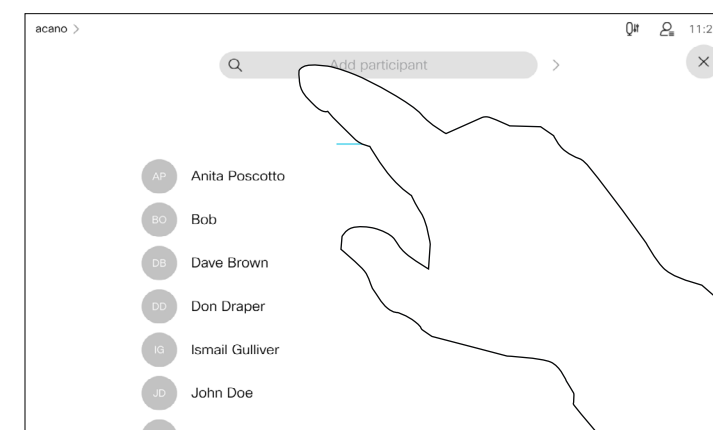 acano >
11:2
Add participant
AP Anita Poscotto
BO Bob
DB Dave Brown
DD Don Draper
IG Ismail Gulliver
JD John Doe